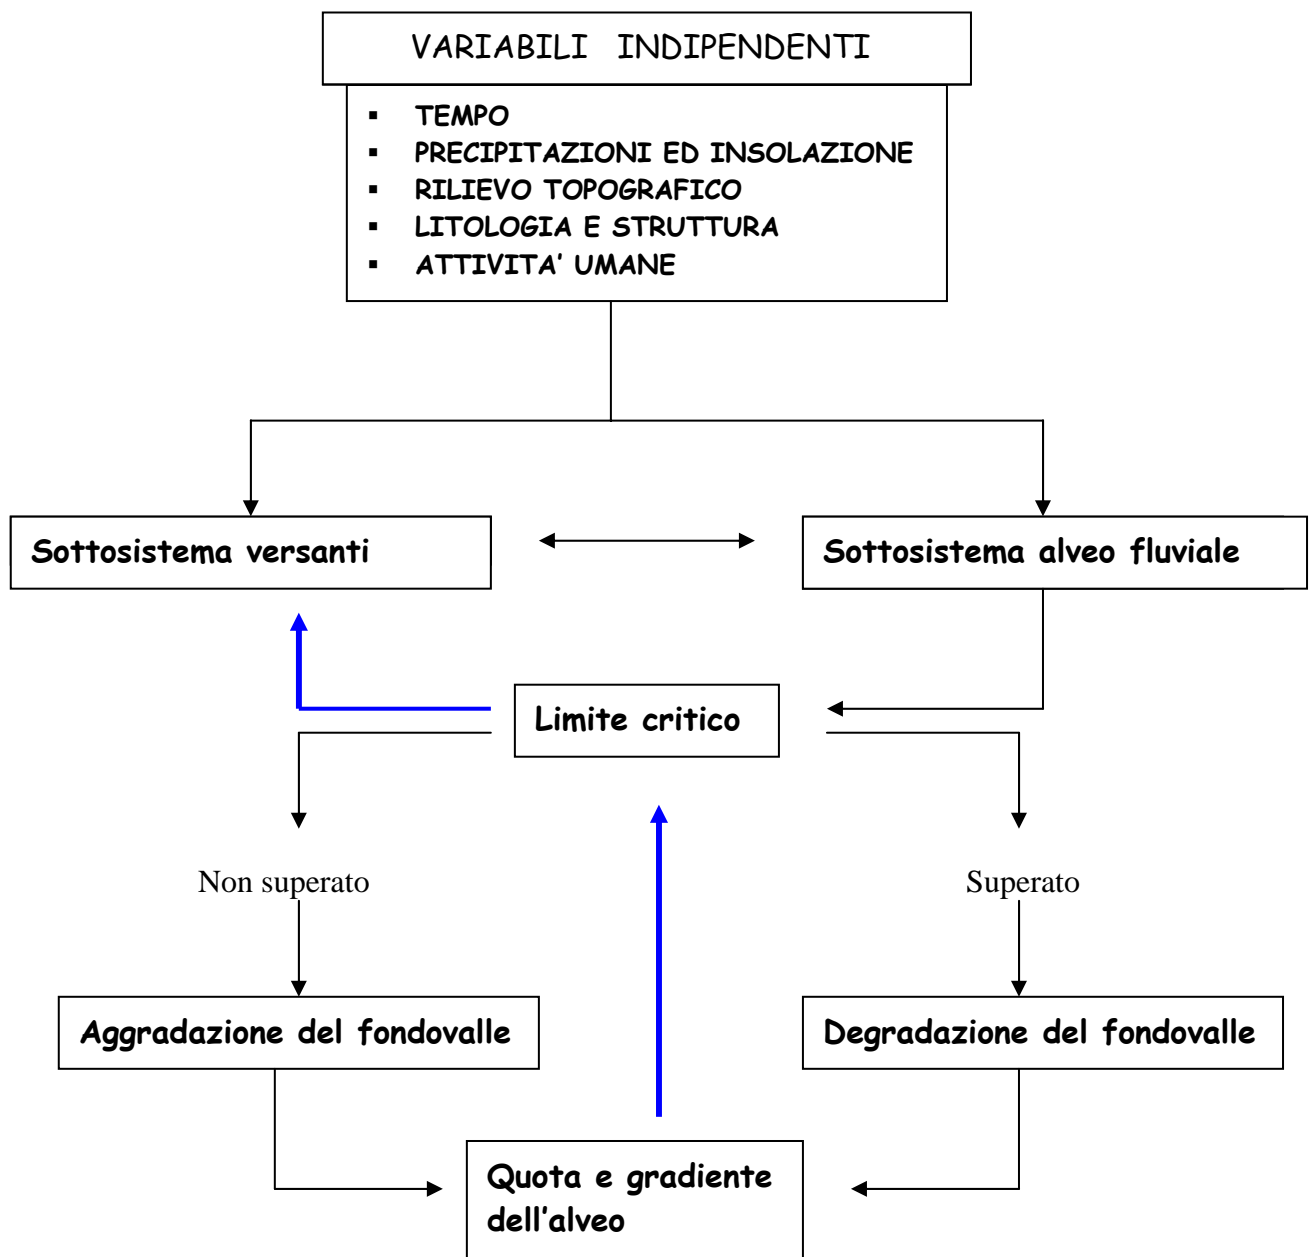 VARIABILI INDIPENDENTI
▪ TEMPO
▪ PRECIPITAZIONI ED INSOLAZIONE
▪ RILIEVO TOPOGRAFICO
▪ LITOLOGIA E STRUTTURA
▪ ATTIVITA' UMANE
Sottosistema versanti
Sottosistema alveo fluviale
Limite critico
Non superato
Superato
Aggradazione del fondovalle
Degradazione del fondovalle
Quota e gradiente
dell'alveo